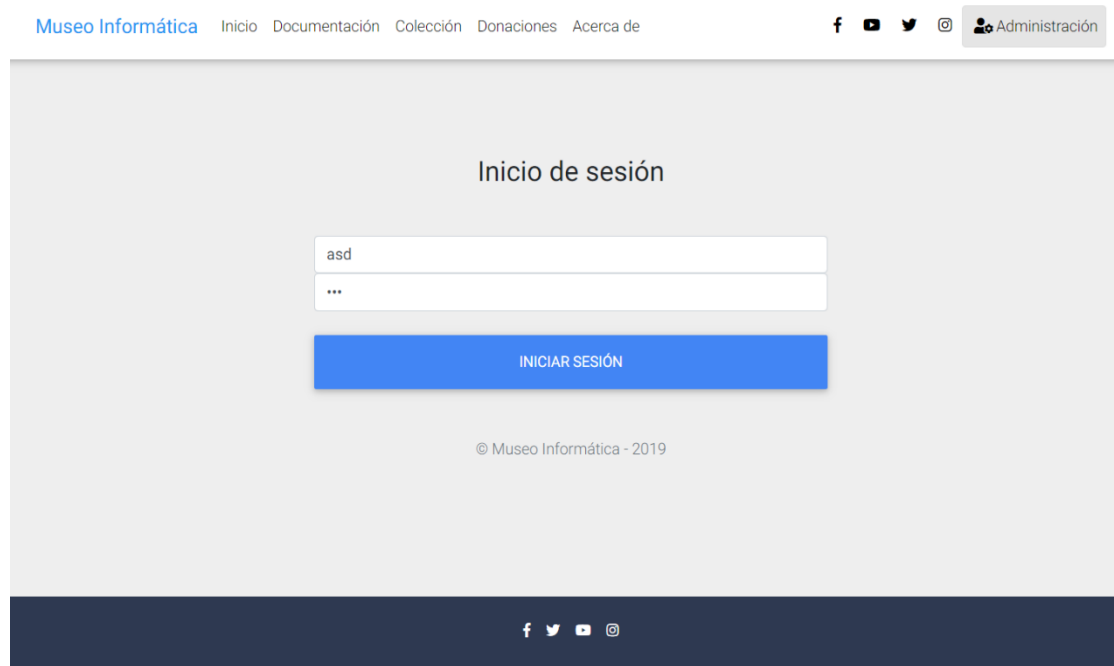 Museo Informática Inicio Documentación Colección Donaciones Acerca de Administración
Inicio de sesión
asd
•••
INICIAR SESIÓN
© Museo Informática - 2019